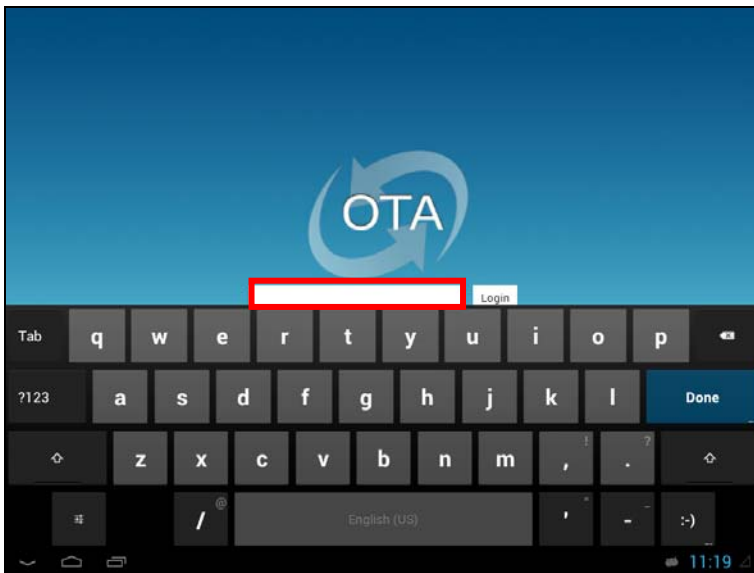 OTA
Login
Tab q w e r t y u i o p
?123 a s d f g h j k l Done
z x c v b n m , ! . ?
/ @ English (US) ' " - _ :-)
11:19